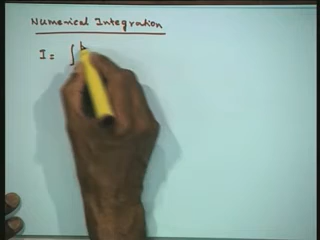 Numerical Integration
I = ∫ b